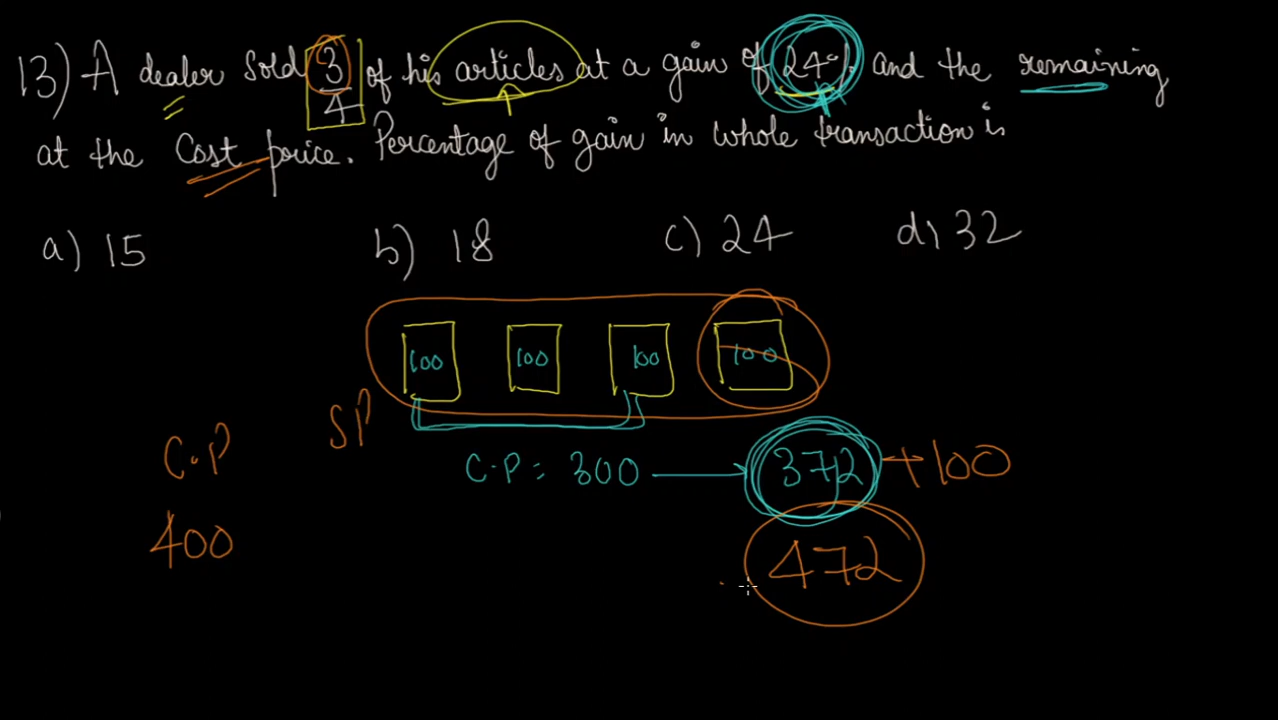 13) A dealer sold 3/4 of his articles at a gain of 24% and the remaining
at the cost price. Percentage of gain in whole transaction is
a) 15 b) 18 c) 24 d) 32
100 100 100 100
SP
C.P
C.P = 300 → 372 + 100
400
472